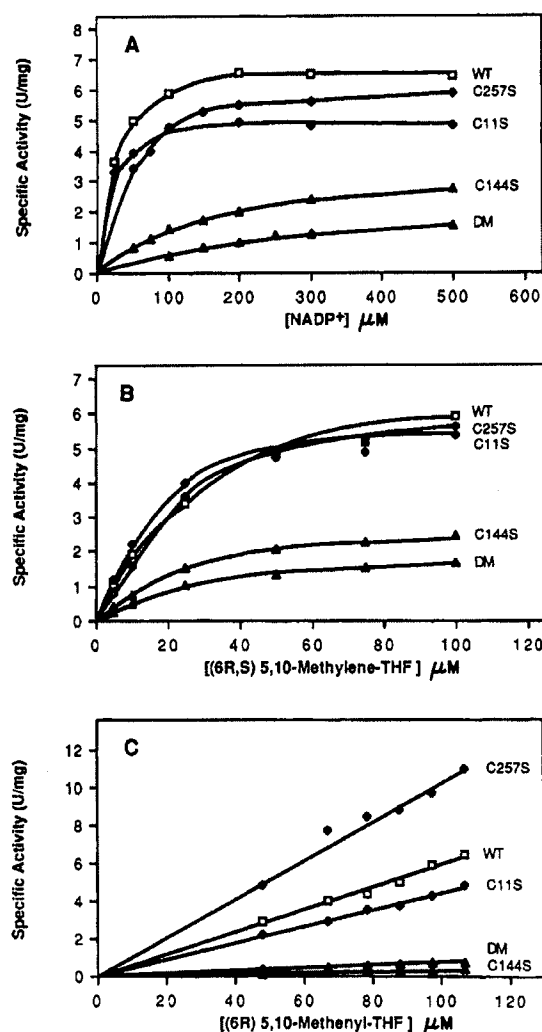 A
Specific Activity (U/mg)
8
7
6
5
4
3
2
1
0
WT
C257S
C11S
C144S
DM
0 100 200 300 400 500 600
[NADP+] μM
B
Specific Activity (U/mg)
7
6
5
4
3
2
1
0
WT
C257S
C11S
C144S
DM
0 20 40 60 80 100 120
[(6R,S) 5,10-Methylene-THF] μM
C
Specific Activity (U/mg)
12
10
8
6
4
2
0
C257S
WT
C11S
DM
C144S
0 20 40 60 80 100 120
[(6R) 5,10-Methenyl-THF] μM